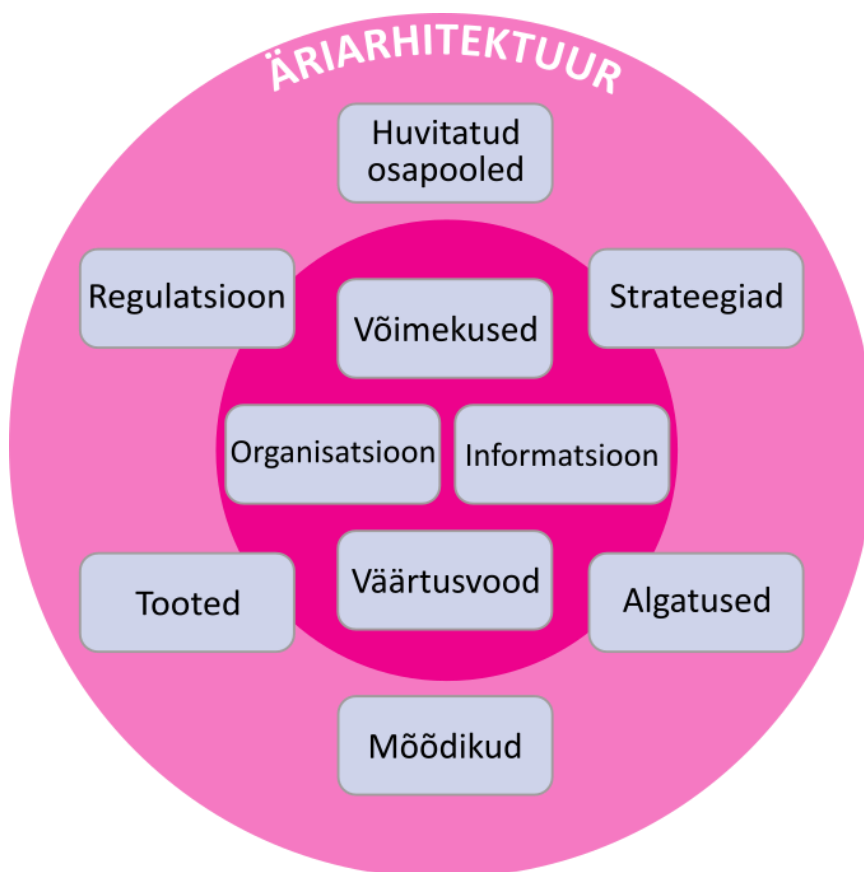 ÄRIARHITEKTUUR
Huvitatud
osapooled
Regulatsioon
Strateegiad
Võimekused
Organisatsioon
Informatsioon
Väärtusvood
Tooted
Algatused
Mõõdikud